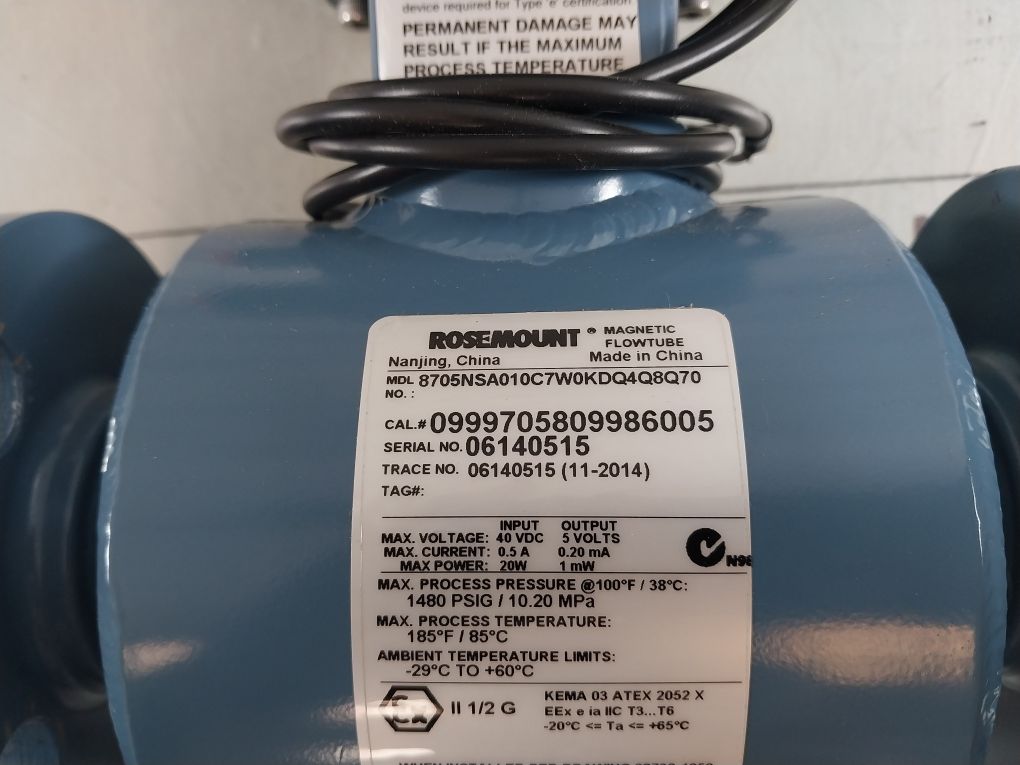 device required for Type 'e' certification
PERMANENT DAMAGE MAY
RESULT IF THE MAXIMUM
PROCESS TEMPERATURE
ROSEMOUNT ® MAGNETIC
FLOWTUBE
Nanjing, China Made in China
MDL 8705NSA010C7W0KDQ4Q8Q70
NO. :
CAL.# 0999705809986005
SERIAL NO. 06140515
TRACE NO. 06140515 (11-2014)
TAG#:
INPUT OUTPUT
MAX. VOLTAGE: 40 VDC 5 VOLTS
MAX. CURRENT: 0.5 A 0.20 mA
MAX POWER: 20W 1 mW
N96
MAX. PROCESS PRESSURE @100°F / 38°C:
1480 PSIG / 10.20 MPa
MAX. PROCESS TEMPERATURE:
185°F / 85°C
AMBIENT TEMPERATURE LIMITS:
-29°C TO +60°C
Ex II 1/2 G
KEMA 03 ATEX 2052 X
EEx e ia IIC T3...T6
-20°C <= Ta <= +65°C